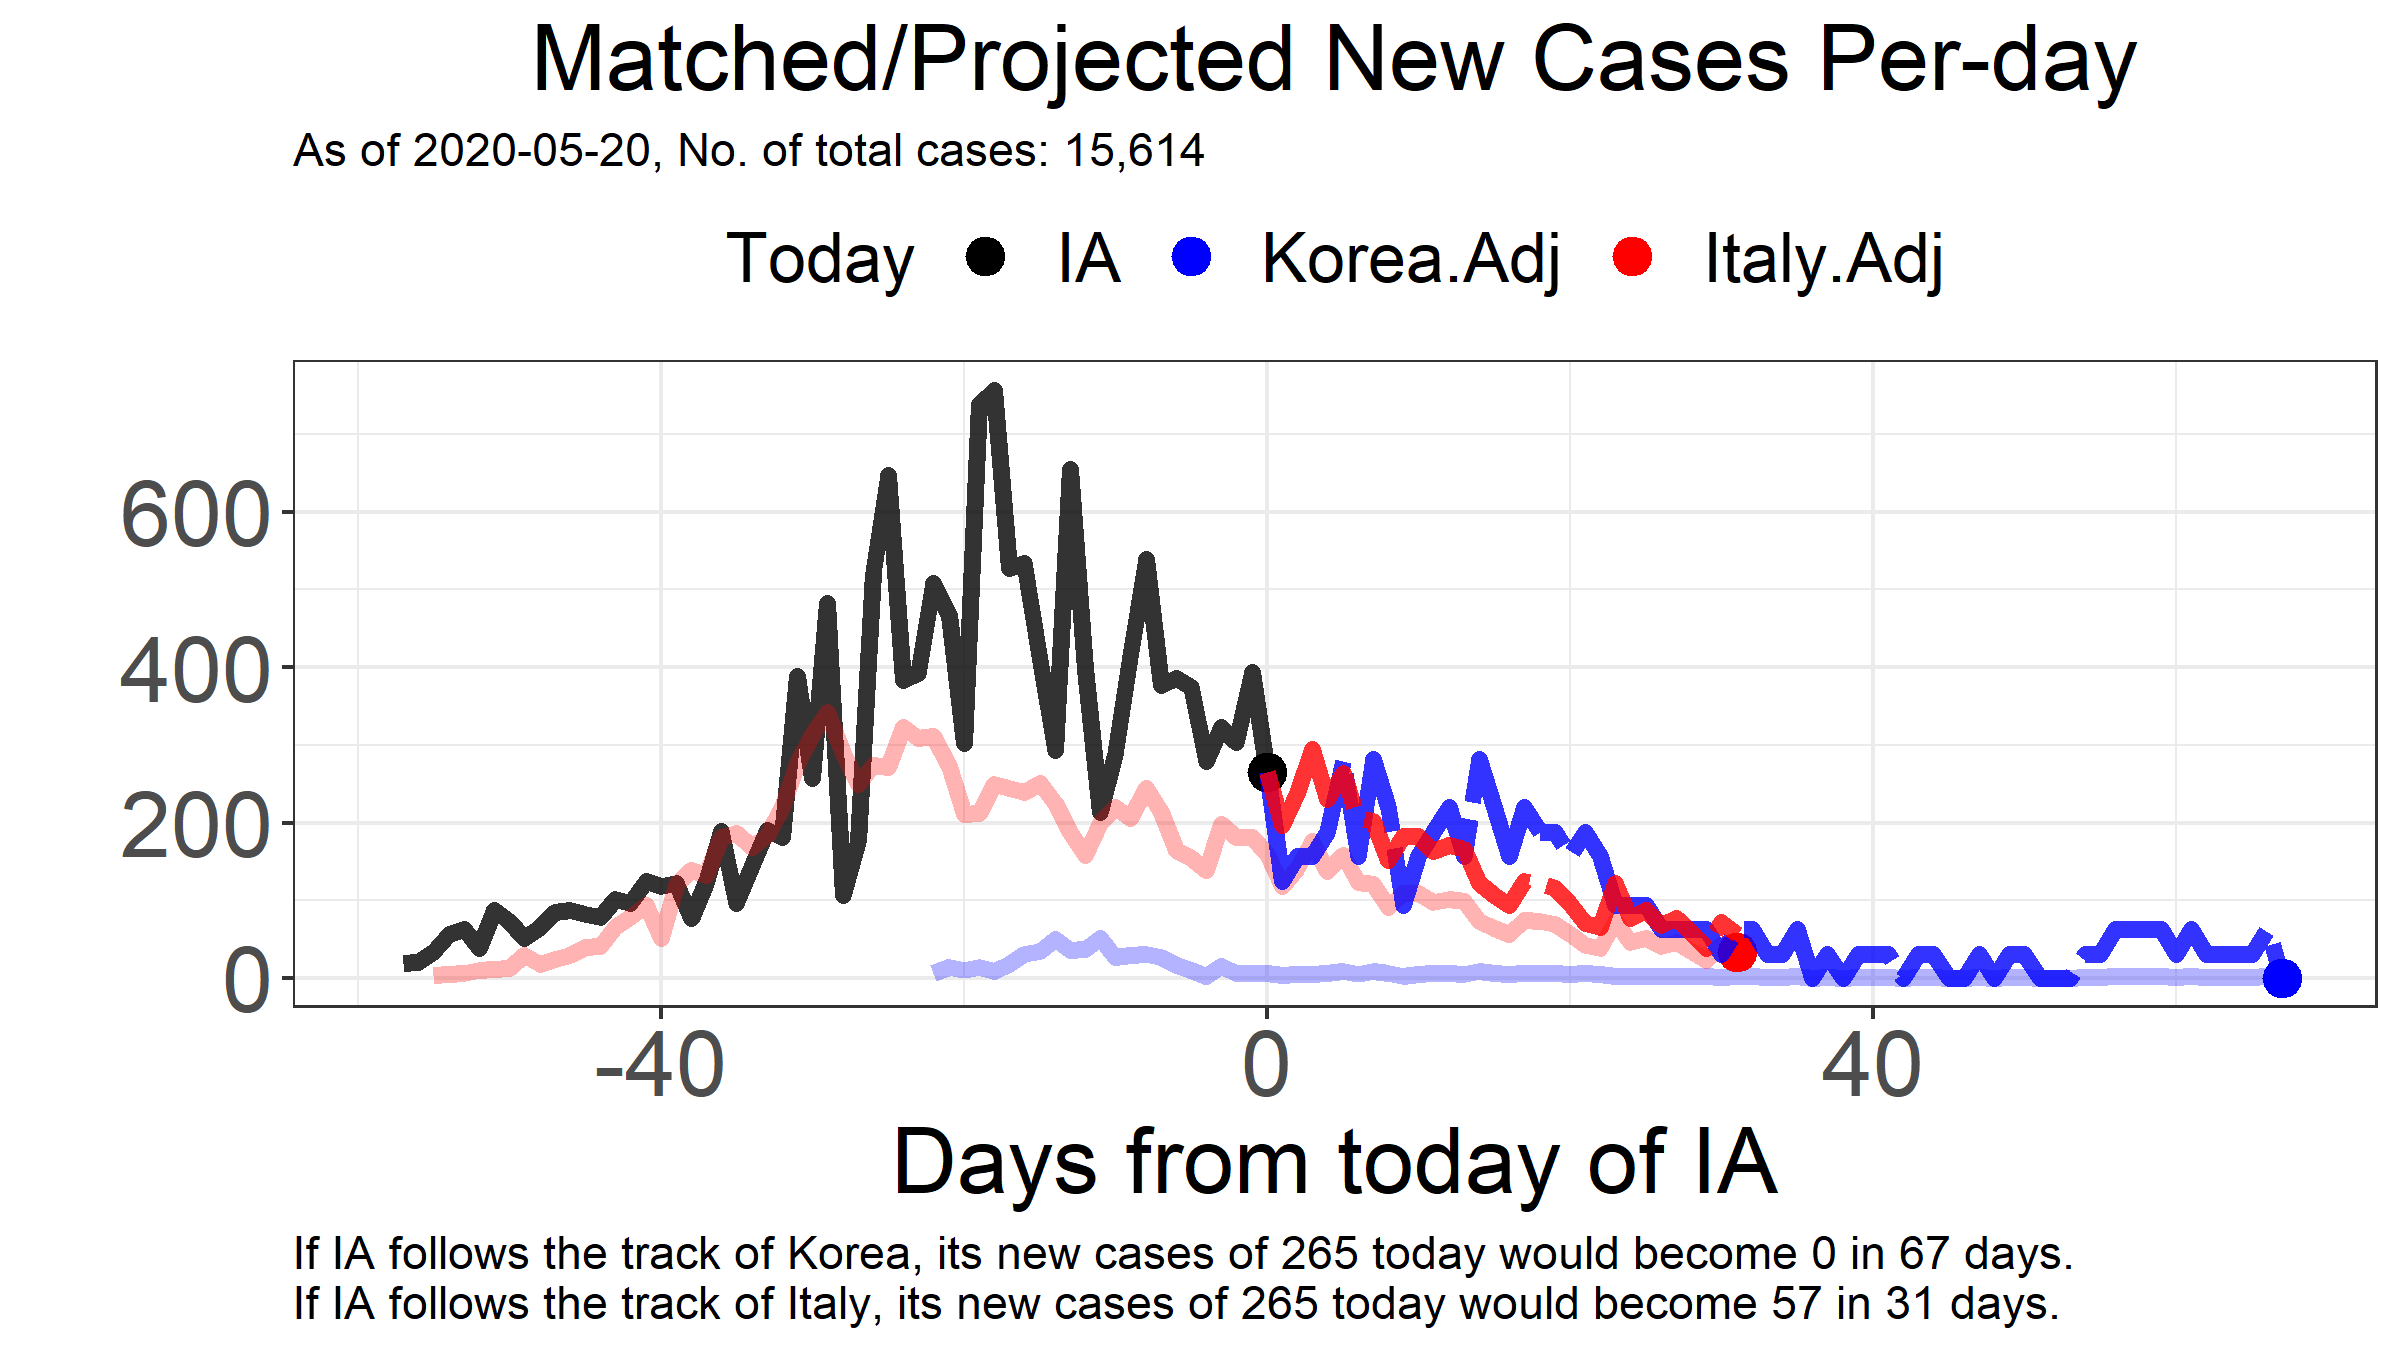 Matched/Projected New Cases Per-day
As of 2020-05-20, No. of total cases: 15,614
Today IA Korea.Adj Italy.Adj
600
400
200
0
-40 0 40
Days from today of IA
If IA follows the track of Korea, its new cases of 265 today would become 0 in 67 days.
If IA follows the track of Italy, its new cases of 265 today would become 57 in 31 days.